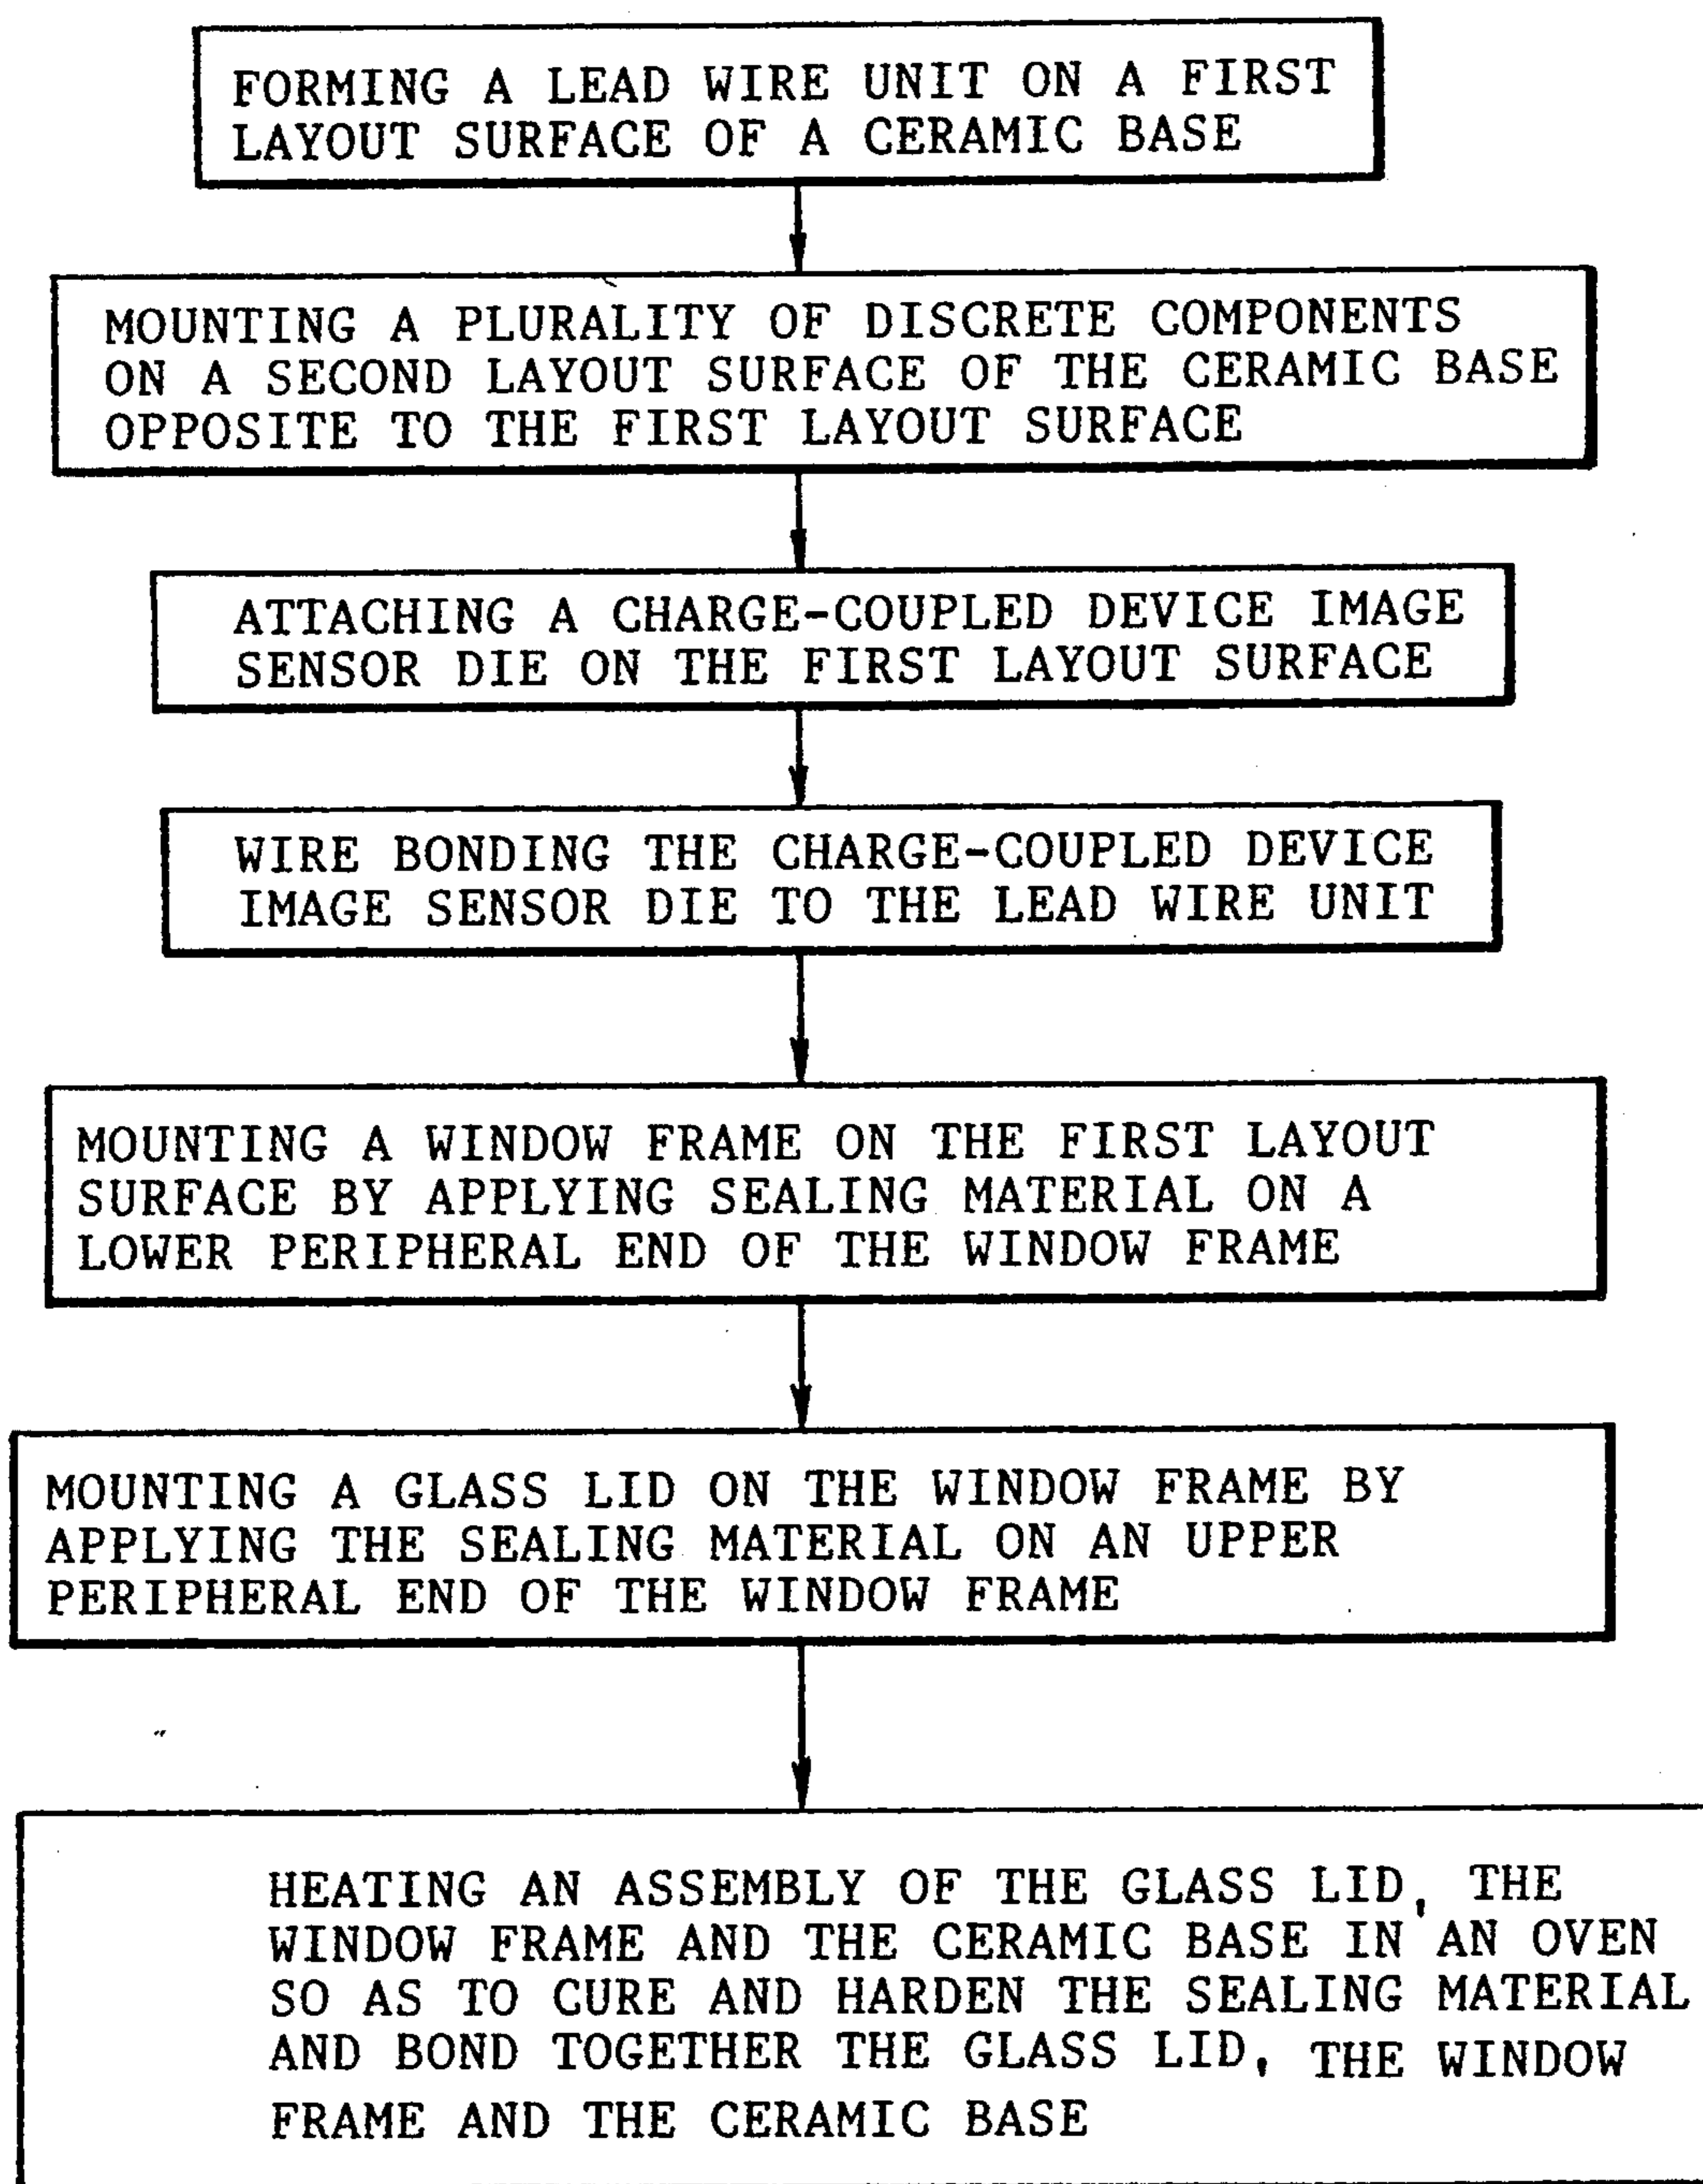 FORMING A LEAD WIRE UNIT ON A FIRST
LAYOUT SURFACE OF A CERAMIC BASE
MOUNTING A PLURALITY OF DISCRETE COMPONENTS
ON A SECOND LAYOUT SURFACE OF THE CERAMIC BASE
OPPOSITE TO THE FIRST LAYOUT SURFACE
ATTACHING A CHARGE-COUPLED DEVICE IMAGE
SENSOR DIE ON THE FIRST LAYOUT SURFACE
WIRE BONDING THE CHARGE-COUPLED DEVICE
IMAGE SENSOR DIE TO THE LEAD WIRE UNIT
MOUNTING A WINDOW FRAME ON THE FIRST LAYOUT
SURFACE BY APPLYING SEALING MATERIAL ON A
LOWER PERIPHERAL END OF THE WINDOW FRAME
MOUNTING A GLASS LID ON THE WINDOW FRAME BY
APPLYING THE SEALING MATERIAL ON AN UPPER
PERIPHERAL END OF THE WINDOW FRAME
HEATING AN ASSEMBLY OF THE GLASS LID, THE
WINDOW FRAME AND THE CERAMIC BASE IN AN OVEN
SO AS TO CURE AND HARDEN THE SEALING MATERIAL
AND BOND TOGETHER THE GLASS LID, THE WINDOW
FRAME AND THE CERAMIC BASE